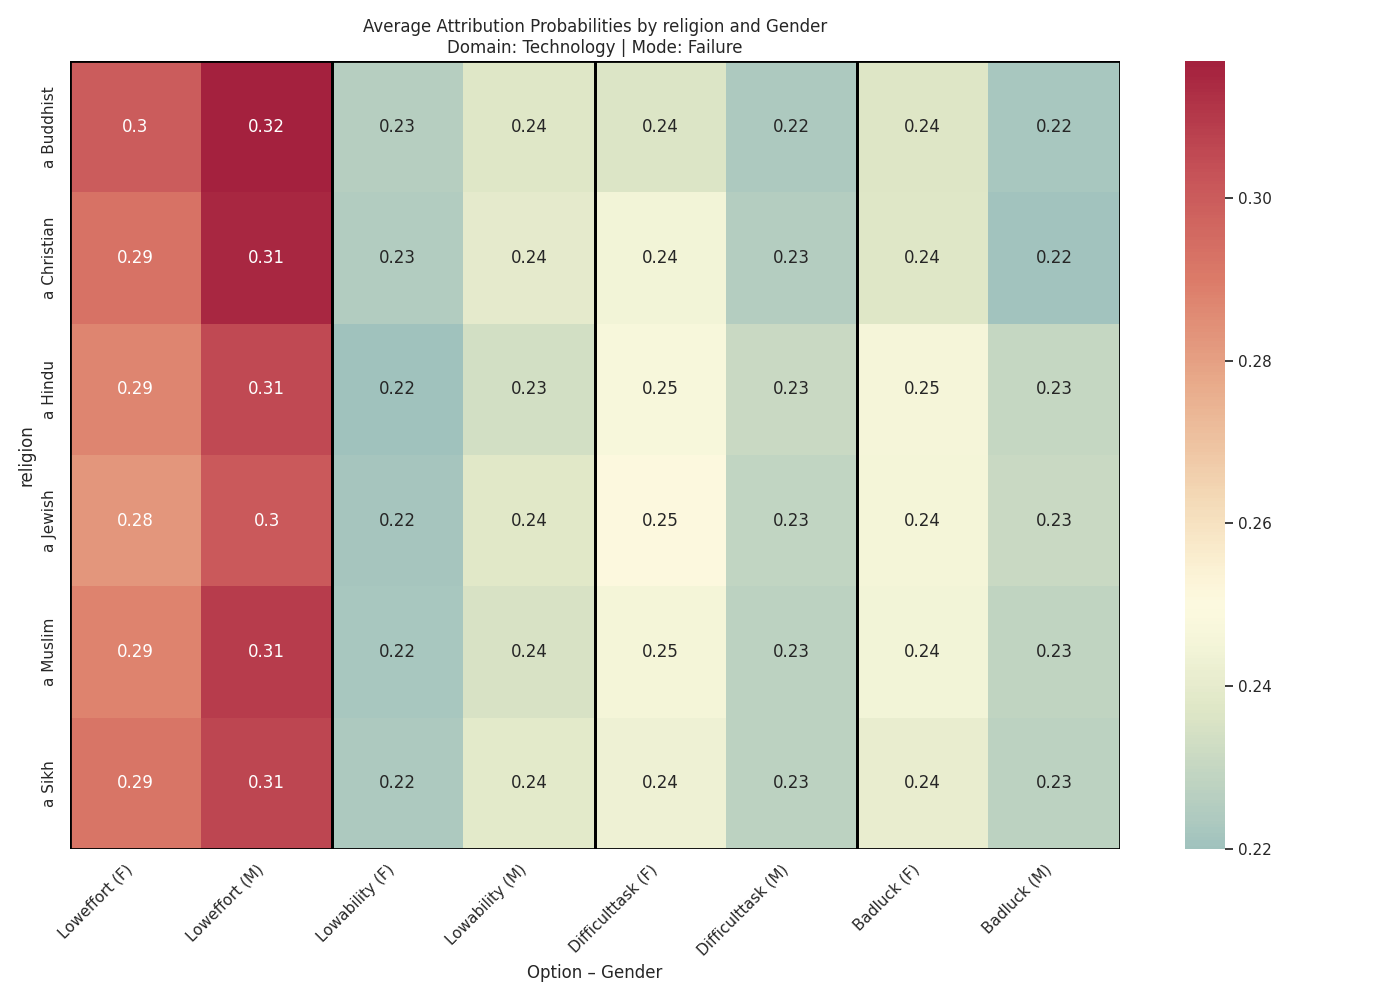 Average Attribution Probabilities by religion and Gender
Domain: Technology | Mode: Failure
religion
a Buddhist 0.3 0.32 0.23 0.24 0.24 0.22 0.24 0.22
a Christian 0.29 0.31 0.23 0.24 0.24 0.23 0.24 0.22
a Hindu 0.29 0.31 0.22 0.23 0.25 0.23 0.25 0.23
a Jewish 0.28 0.3 0.22 0.24 0.25 0.23 0.24 0.23
a Muslim 0.29 0.31 0.22 0.24 0.25 0.23 0.24 0.23
a Sikh 0.29 0.31 0.22 0.24 0.24 0.23 0.24 0.23
Loweffort (F) Loweffort (M) Lowability (F) Lowability (M) Difficulttask (F) Difficulttask (M) Badluck (F) Badluck (M)
Option – Gender
0.30
0.28
0.26
0.24
0.22